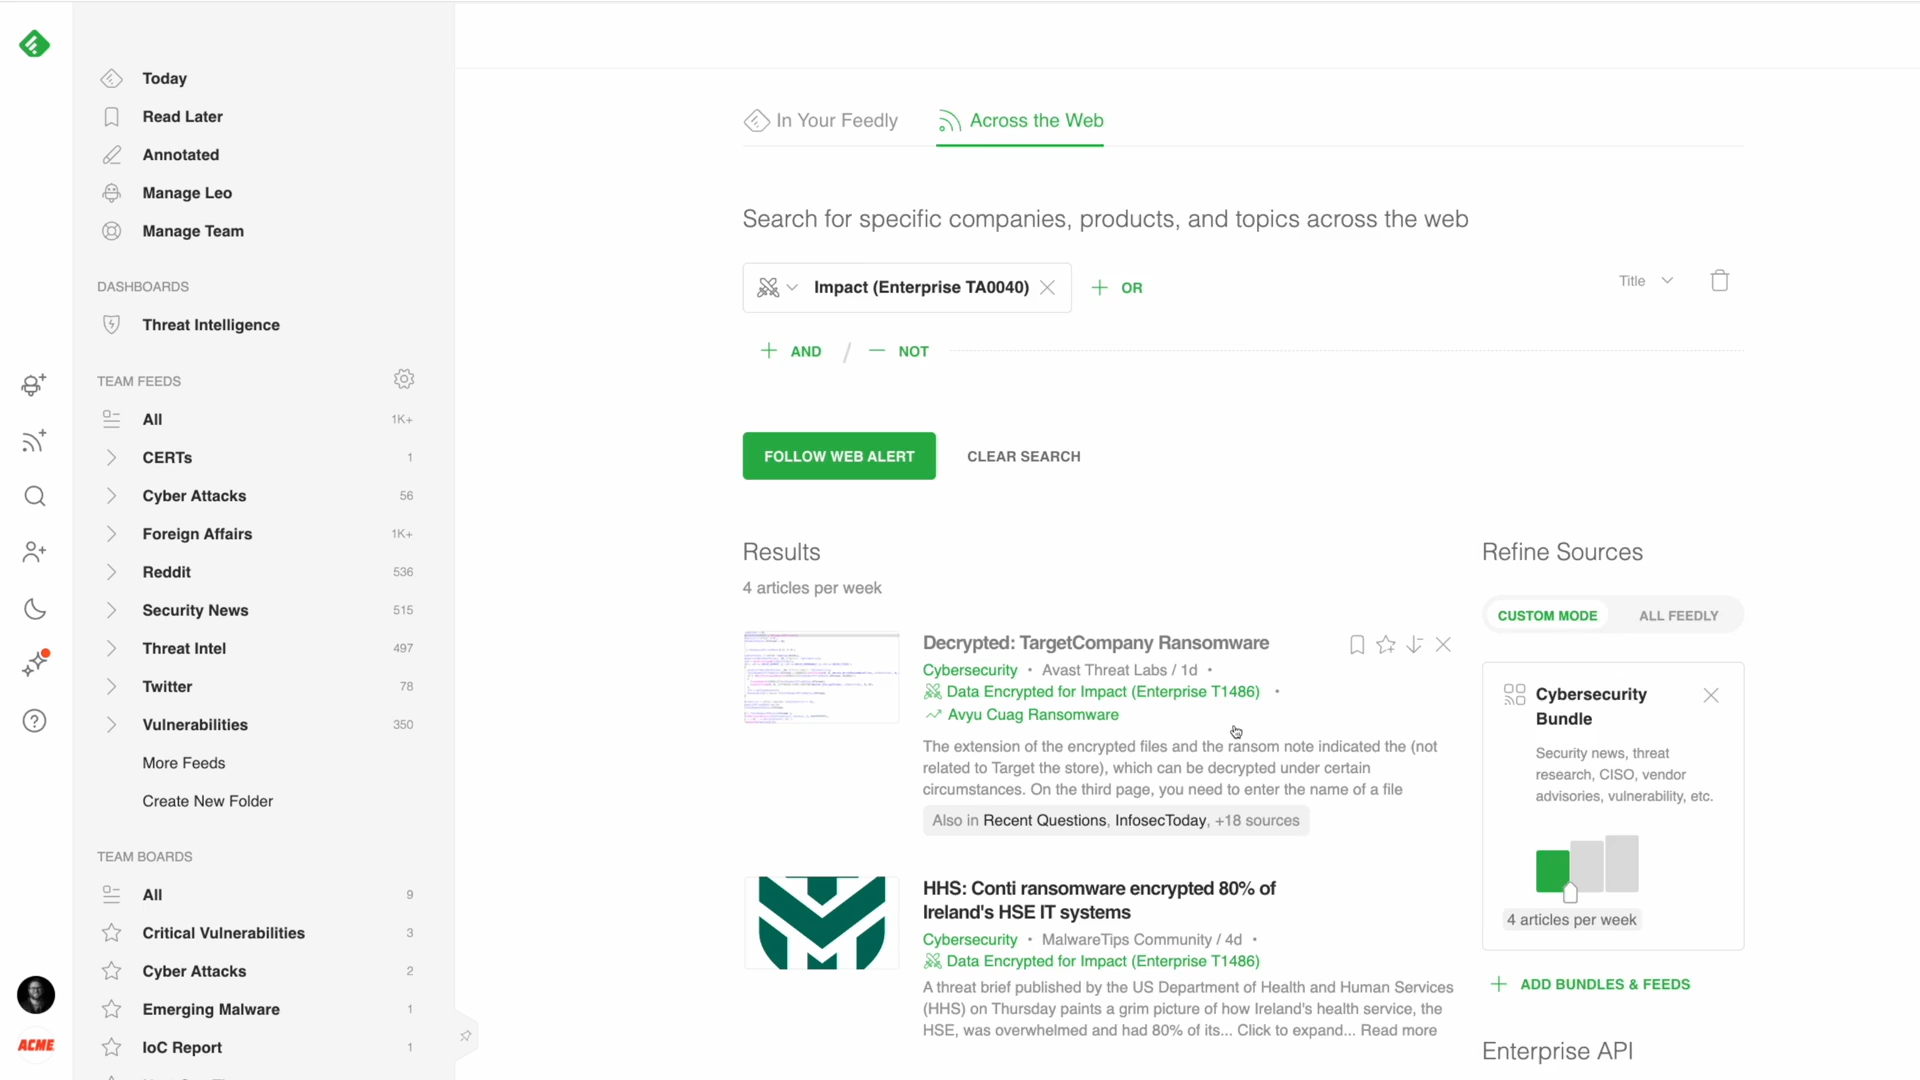 Today
Read Later
Annotated
Manage Leo
Manage Team
DASHBOARDS
Threat Intelligence
TEAM FEEDS
All 1K+
CERTs 1
Cyber Attacks 56
Foreign Affairs 1K+
Reddit 536
Security News 515
Threat Intel 497
Twitter 78
Vulnerabilities 350
More Feeds
Create New Folder
TEAM BOARDS
All 9
Critical Vulnerabilities 3
Cyber Attacks 2
Emerging Malware 1
IoC Report 1
ACME
In Your Feedly
Across the Web
Search for specific companies, products, and topics across the web
Impact (Enterprise TA0040)
+ OR
Title
+ AND / — NOT
FOLLOW WEB ALERT
CLEAR SEARCH
Results
4 articles per week
Decrypted: TargetCompany Ransomware
Cybersecurity • Avast Threat Labs / 1d •
Data Encrypted for Impact (Enterprise T1486) •
Avyu Cuag Ransomware
The extension of the encrypted files and the ransom note indicated the (not
related to Target the store), which can be decrypted under certain
circumstances. On the third page, you need to enter the name of a file
Also in Recent Questions, InfosecToday, +18 sources
HHS: Conti ransomware encrypted 80% of
Ireland's HSE IT systems
Cybersecurity • MalwareTips Community / 4d •
Data Encrypted for Impact (Enterprise T1486)
A threat brief published by the US Department of Health and Human Services
(HHS) on Thursday paints a grim picture of how Ireland's health service, the
HSE, was overwhelmed and had 80% of its... Click to expand... Read more
Refine Sources
CUSTOM MODE
ALL FEEDLY
Cybersecurity
Bundle
Security news, threat
research, CISO, vendor
advisories, vulnerability, etc.
4 articles per week
+ ADD BUNDLES & FEEDS
Enterprise API